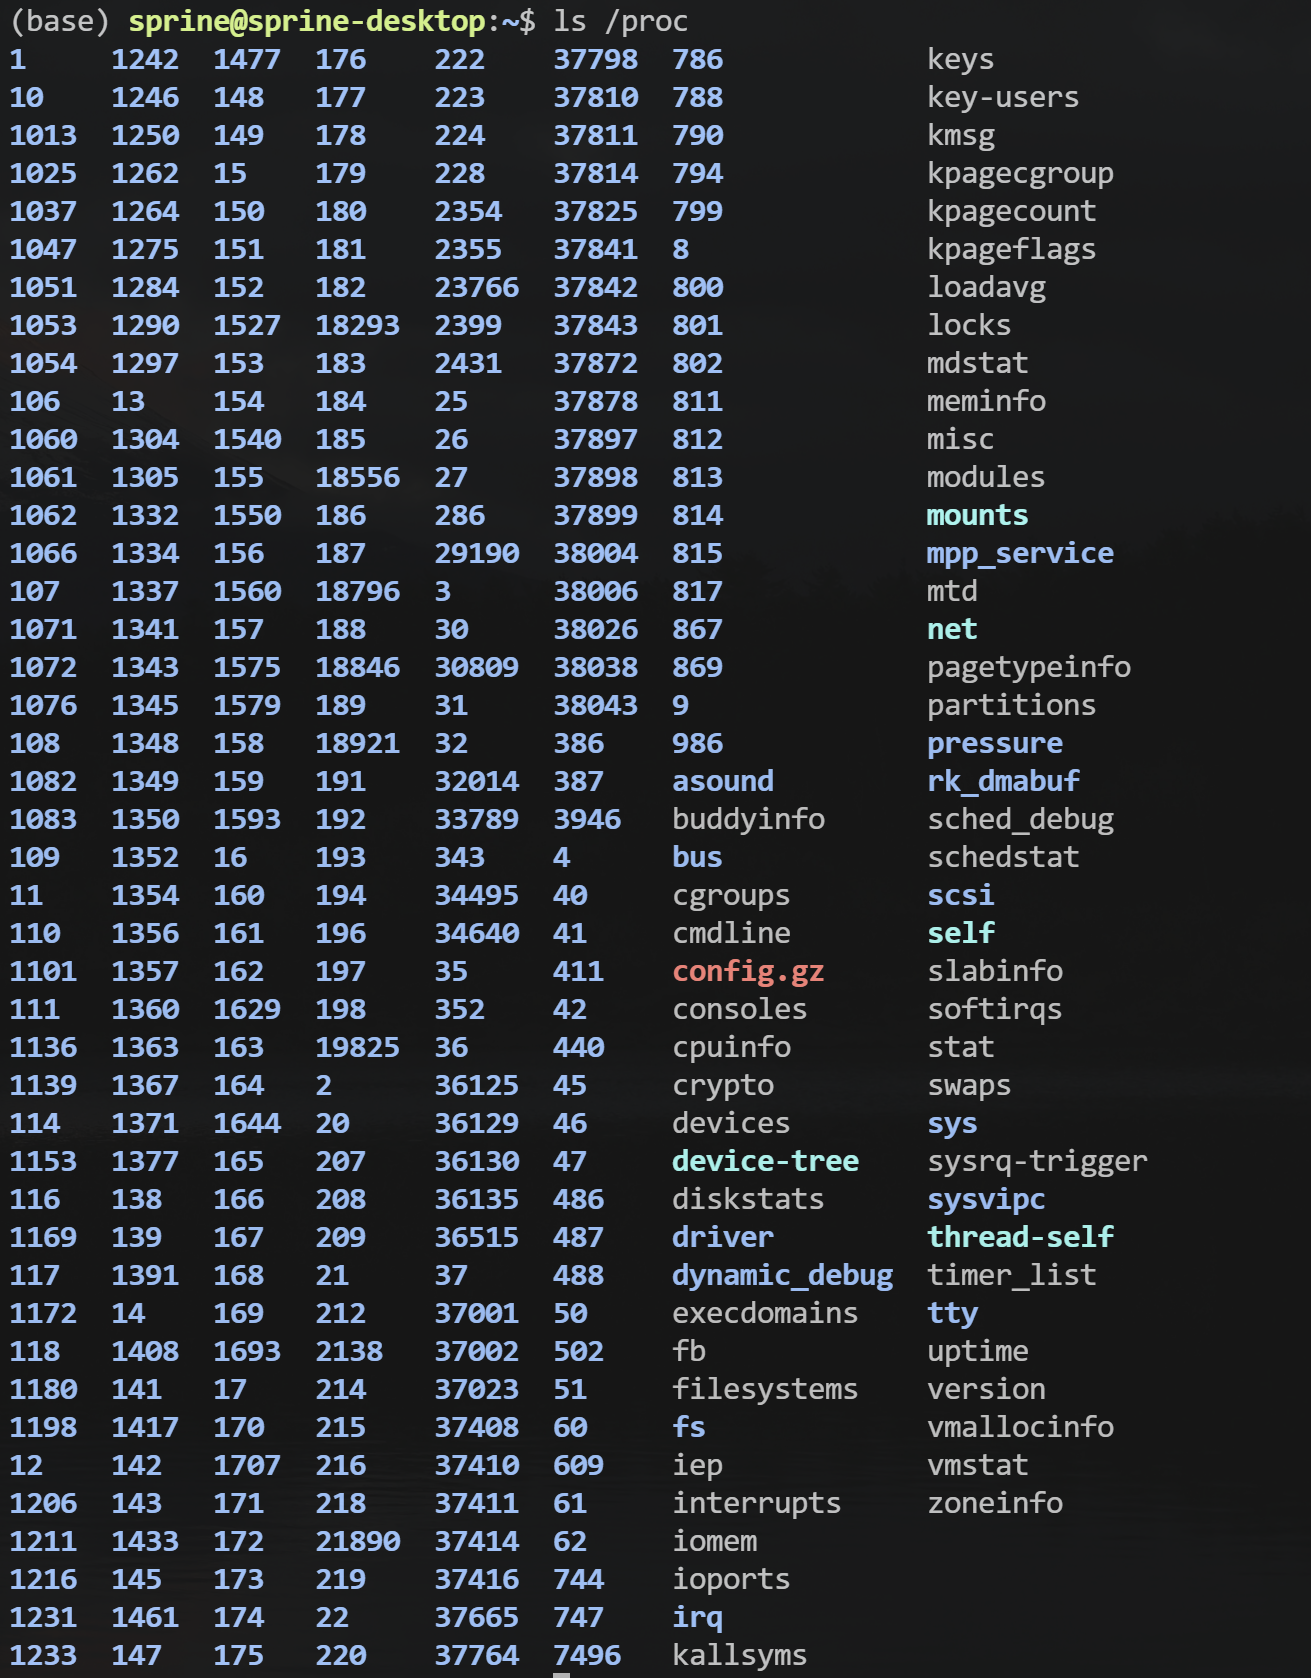 (base) sprine@sprine-desktop:~$ ls /proc
1 1242 1477 176 222 37798 786 keys
10 1246 148 177 223 37810 788 key-users
1013 1250 149 178 224 37811 790 kmsg
1025 1262 15 179 228 37814 794 kpagecgroup
1037 1264 150 180 2354 37825 799 kpagecount
1047 1275 151 181 2355 37841 8 kpageflags
1051 1284 152 182 23766 37842 800 loadavg
1053 1290 1527 18293 2399 37843 801 locks
1054 1297 153 183 2431 37872 802 mdstat
106 13 154 184 25 37878 811 meminfo
1060 1304 1540 185 26 37897 812 misc
1061 1305 155 18556 27 37898 813 modules
1062 1332 1550 186 286 37899 814 mounts
1066 1334 156 187 29190 38004 815 mpp_service
107 1337 1560 18796 3 38006 817 mtd
1071 1341 157 188 30 38026 867 net
1072 1343 1575 18846 30809 38038 869 pagetypeinfo
1076 1345 1579 189 31 38043 9 partitions
108 1348 158 18921 32 386 986 pressure
1082 1349 159 191 32014 387 asound rk_dmabuf
1083 1350 1593 192 33789 3946 buddyinfo sched_debug
109 1352 16 193 343 4 bus schedstat
11 1354 160 194 34495 40 cgroups scsi
110 1356 161 196 34640 41 cmdline self
1101 1357 162 197 35 411 config.gz slabinfo
111 1360 1629 198 352 42 consoles softirqs
1136 1363 163 19825 36 440 cpuinfo stat
1139 1367 164 2 36125 45 crypto swaps
114 1371 1644 20 36129 46 devices sys
1153 1377 165 207 36130 47 device-tree sysrq-trigger
116 138 166 208 36135 486 diskstats sysvipc
1169 139 167 209 36515 487 driver thread-self
117 1391 168 21 37 488 dynamic_debug timer_list
1172 14 169 212 37001 50 execdomains tty
118 1408 1693 2138 37002 502 fb uptime
1180 141 17 214 37023 51 filesystems version
1198 1417 170 215 37408 60 fs vmallocinfo
12 142 1707 216 37410 609 iep vmstat
1206 143 171 218 37411 61 interrupts zoneinfo
1211 1433 172 21890 37414 62 iomem
1216 145 173 219 37416 744 ioports
1231 1461 174 22 37665 747 irq
1233 147 175 220 37764 7496 kallsyms